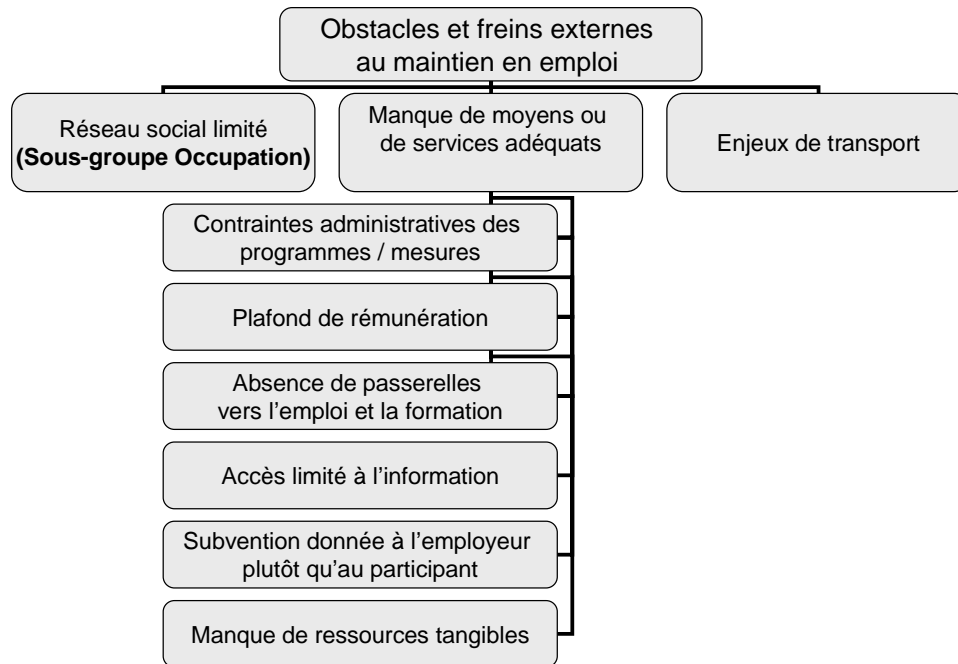 Obstacles et freins externes
au maintien en emploi
Réseau social limité
(Sous-groupe Occupation)
Manque de moyens ou
de services adéquats
Enjeux de transport
Contraintes administratives des
programmes / mesures
Plafond de rémunération
Absence de passerelles
vers l’emploi et la formation
Accès limité à l’information
Subvention donnée à l’employeur
plutôt qu’au participant
Manque de ressources tangibles